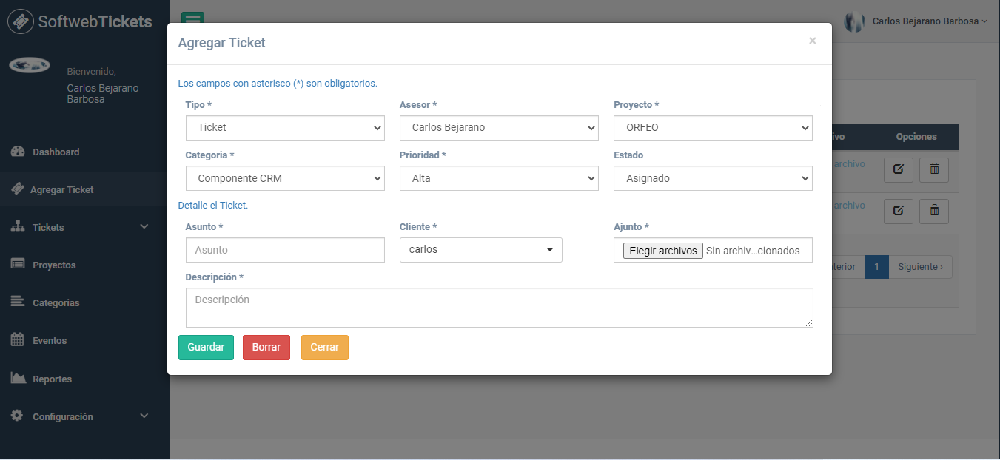 SoftwebTickets
Carlos Bejarano Barbosa
Bienvenido,
Carlos Bejarano
Barbosa
Dashboard
Agregar Ticket
Tickets
Proyectos
Categorias
Eventos
Reportes
Configuración
Agregar Ticket
×
Los campos con asterisco (*) son obligatorios.
Tipo * Asesor * Proyecto *
Ticket Carlos Bejarano ORFEO
Categoria * Prioridad * Estado
Componente CRM Alta Asignado
Detalle el Ticket.
Asunto * Cliente * Ajunto *
Asunto carlos Elegir archivos Sin archiv...cionados
Descripción *
Descripción
Guardar Borrar Cerrar
ivo Opciones
archivo
archivo
terior 1 Siguiente ›